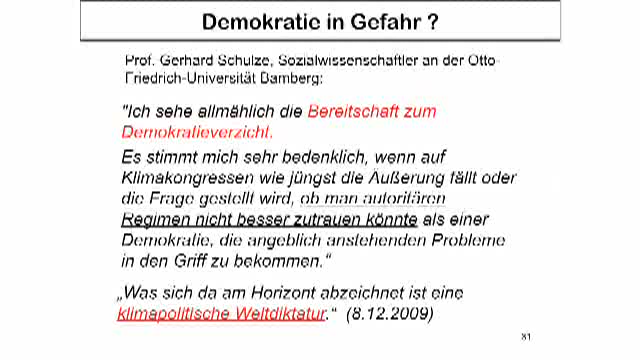 Demokratie in Gefahr ?
Prof. Gerhard Schulze, Sozialwissenschaftler an der Otto-
Friedrich-Universität Bamberg:
"Ich sehe allmählich die Bereitschaft zum
Demokratieverzicht.
Es stimmt mich sehr bedenklich, wenn auf
Klimakongressen wie jüngst die Äußerung fällt oder
die Frage gestellt wird, ob man autoritären
Regimen nicht besser zutrauen könnte als einer
Demokratie, die angeblich anstehenden Probleme
in den Griff zu bekommen.“
„Was sich da am Horizont abzeichnet ist eine
klimapolitische Weltdiktatur.“ (8.12.2009)
31